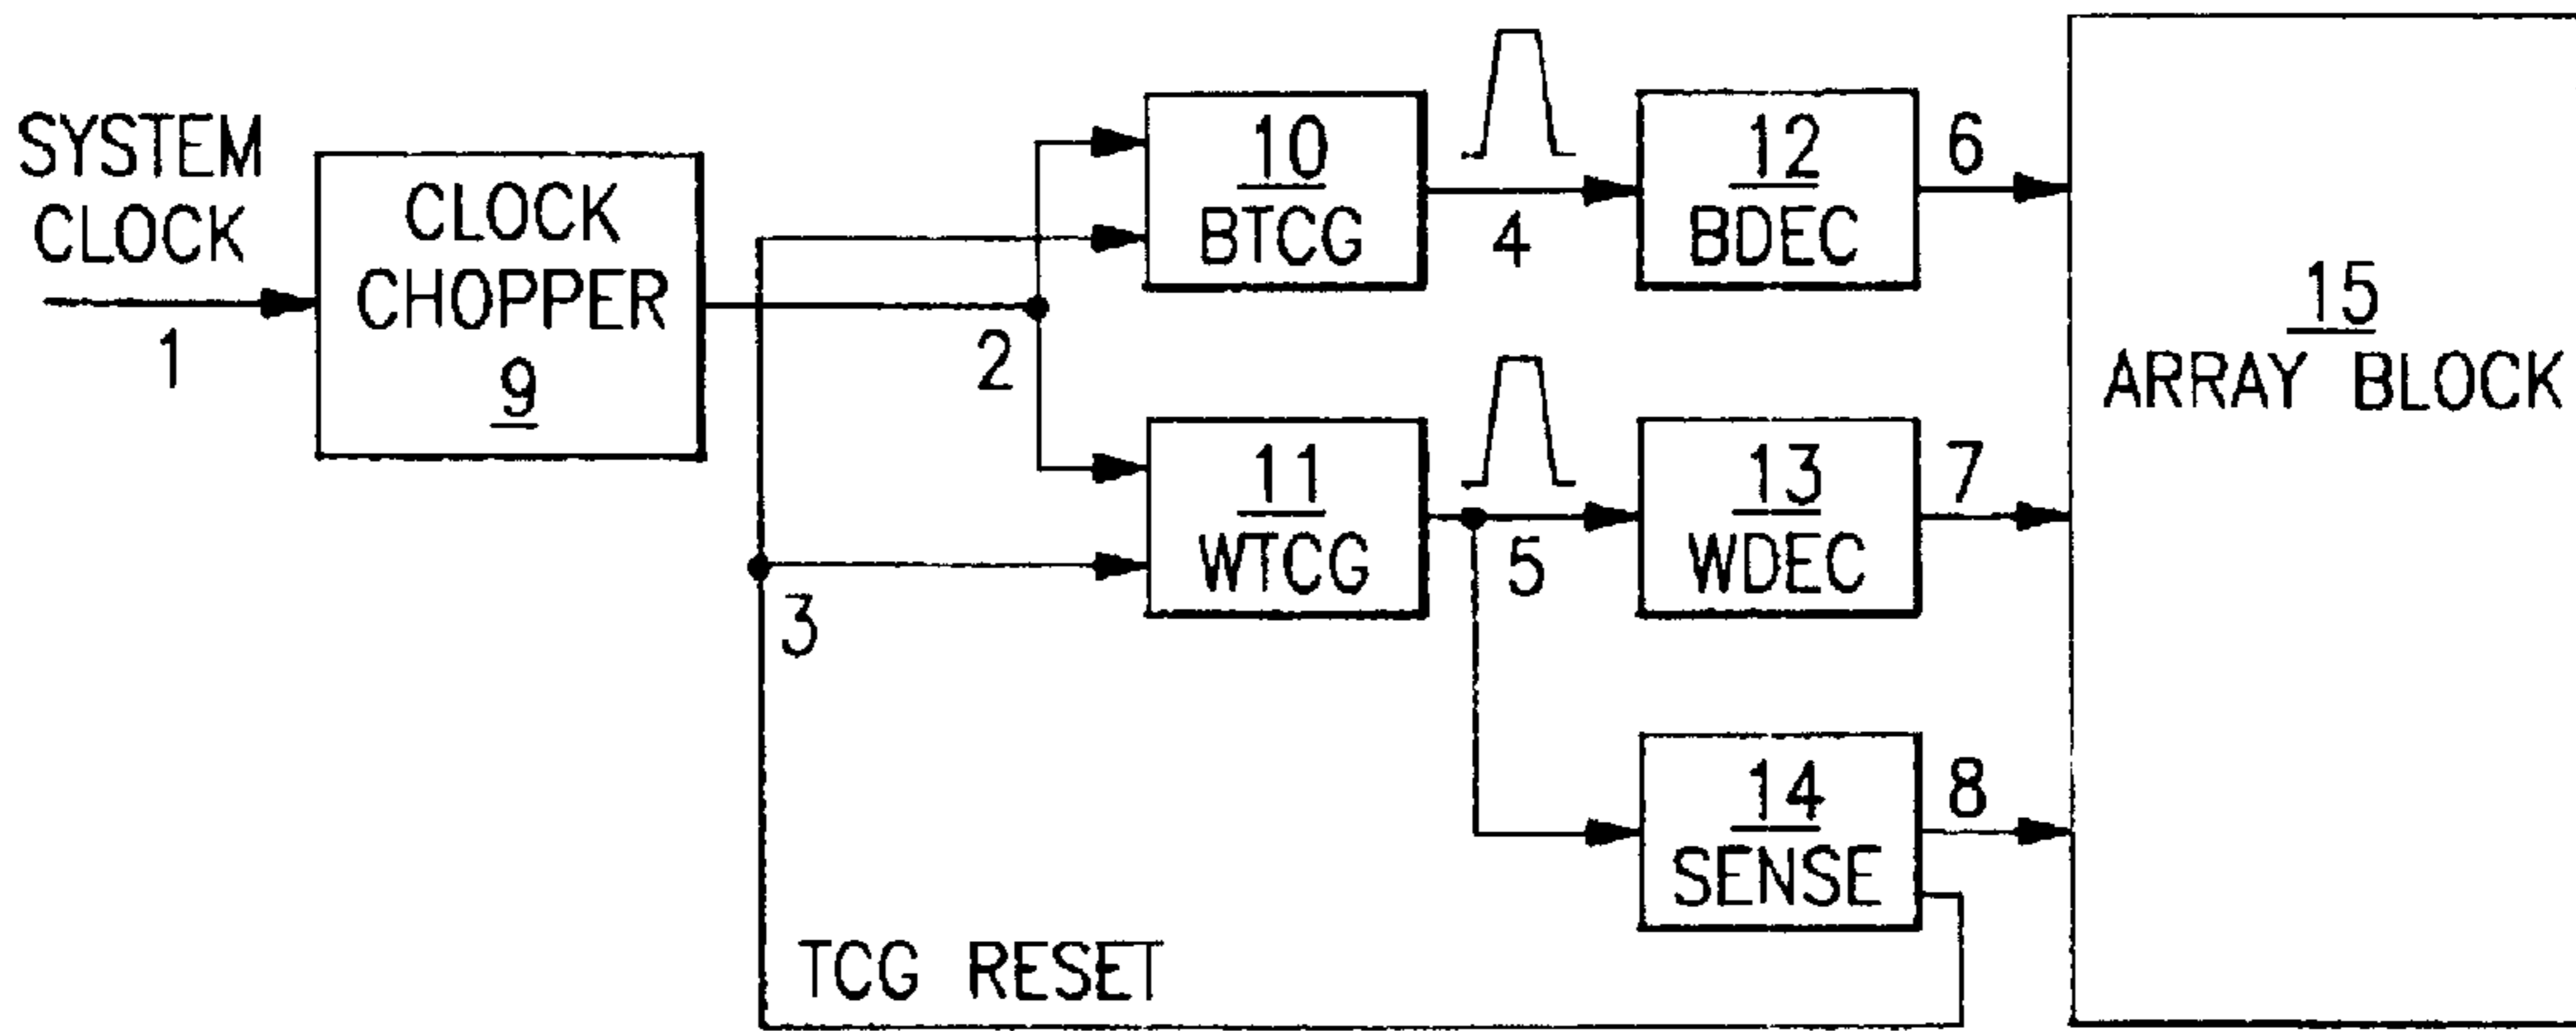 SYSTEM
CLOCK
1
CLOCK
CHOPPER
9
2
3
10
BTCG
4
12
BDEC
6
11
WTCG
5
13
WDEC
7
14
SENSE
8
15
ARRAY BLOCK
TCG RESET